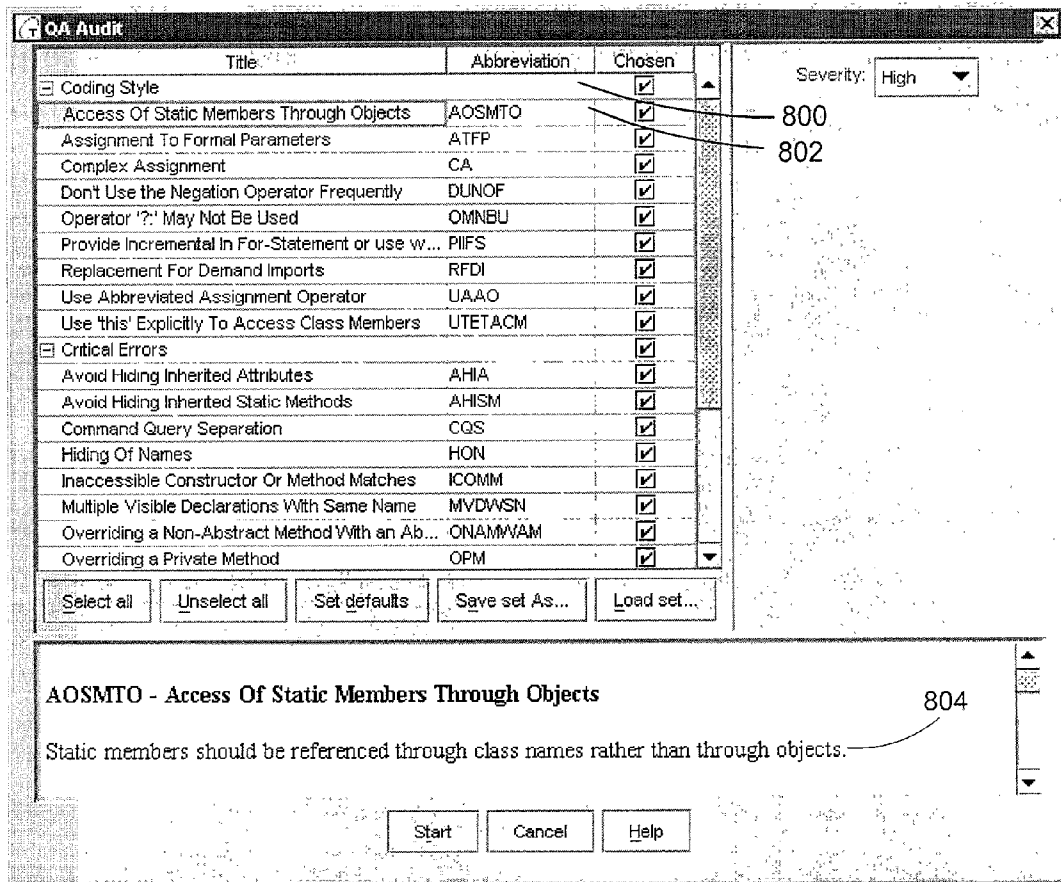 QA Audit
Title Abbreviation Chosen
Coding Style
Access Of Static Members Through Objects AOSMTO
Assignment To Formal Parameters ATFP
Complex Assignment CA
Don't Use the Negation Operator Frequently DUNOF
Operator '?:' May Not Be Used OMNBU
Provide Incremental In For-Statement or use w... PIIFS
Replacement For Demand Imports RFDI
Use Abbreviated Assignment Operator UAAO
Use 'this' Explicitly To Access Class Members UTETACM
Critical Errors
Avoid Hiding Inherited Attributes AHIA
Avoid Hiding Inherited Static Methods AHISM
Command Query Separation CQS
Hiding Of Names HON
Inaccessible Constructor Or Method Matches ICOMM
Multiple Visible Declarations With Same Name MVDWSN
Overriding a Non-Abstract Method With an Ab... ONAMWAM
Overriding a Private Method OPM
Select all Unselect all Set defaults Save set As... Load set...
Severity: High
800
802
AOSMTO - Access Of Static Members Through Objects
804
Static members should be referenced through class names rather than through objects.
Start Cancel Help